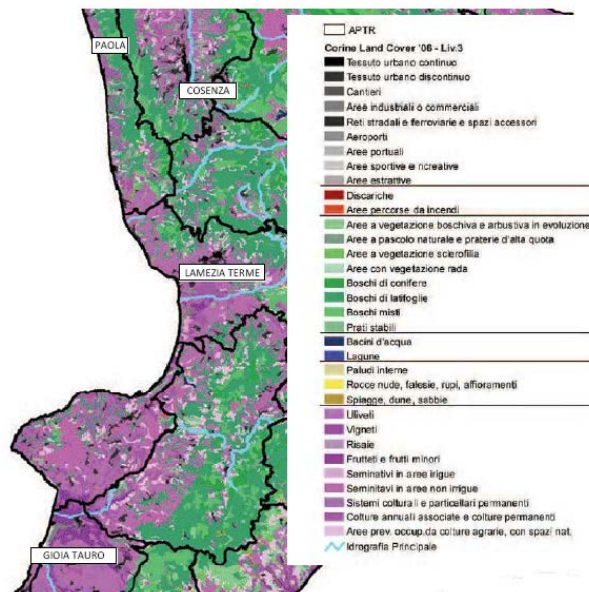 PAOLA
COSENZA
LAMEZIA TERME
GIOIA TAURO
APTR
Corine Land Cover '06 - Liv.3
Tessuto urbano continuo
Tessuto urbano discontinuo
Cantieri
Aree industriali o commerciali
Reti stradali e ferroviarie e spazi accessori
Aeroporti
Aree portuali
Aree sportive e ricreative
Aree estrattive
Discariche
Aree percorse da incendi
Aree a vegetazione boschiva e arbustiva in evoluzione
Aree a pascolo naturale e praterie d'alta quota
Aree a vegetazione sclerofilia
Aree con vegetazione rada
Boschi di conifere
Boschi di latifoglie
Boschi misti
Prati stabili
Bacini d'acqua
Lagune
Paludi interne
Rocce nude, falesie, rupi, affioramenti
Spiagge, dune, sabbie
Uliveti
Vigneti
Risaie
Frutteti e frutti minori
Seminativi in aree irrigue
Seminitavi in aree non irrigue
Sistemi colturali e particellari permanenti
Colture annuali associate e colture permanenti
Aree prev. occup.da colture agrarie, con spazi nat.
Idrografia Principale